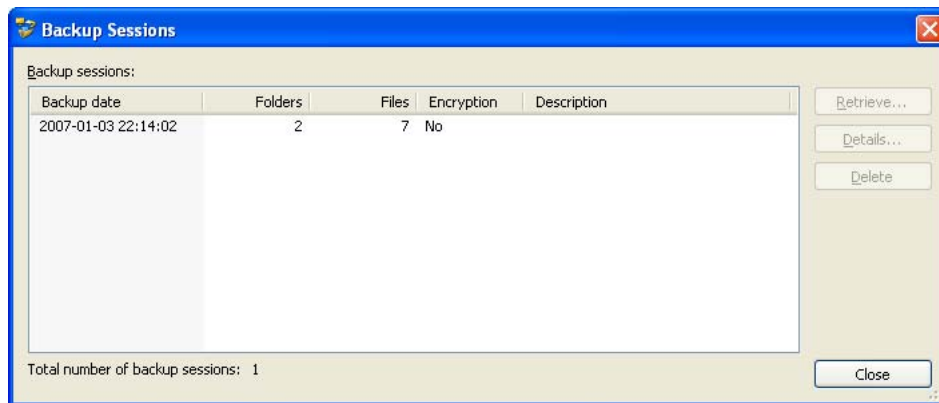 Backup Sessions
Backup sessions:
Backup date Folders Files Encryption Description
2007-01-03 22:14:02 2 7 No
Retrieve...
Details...
Delete
Total number of backup sessions: 1
Close